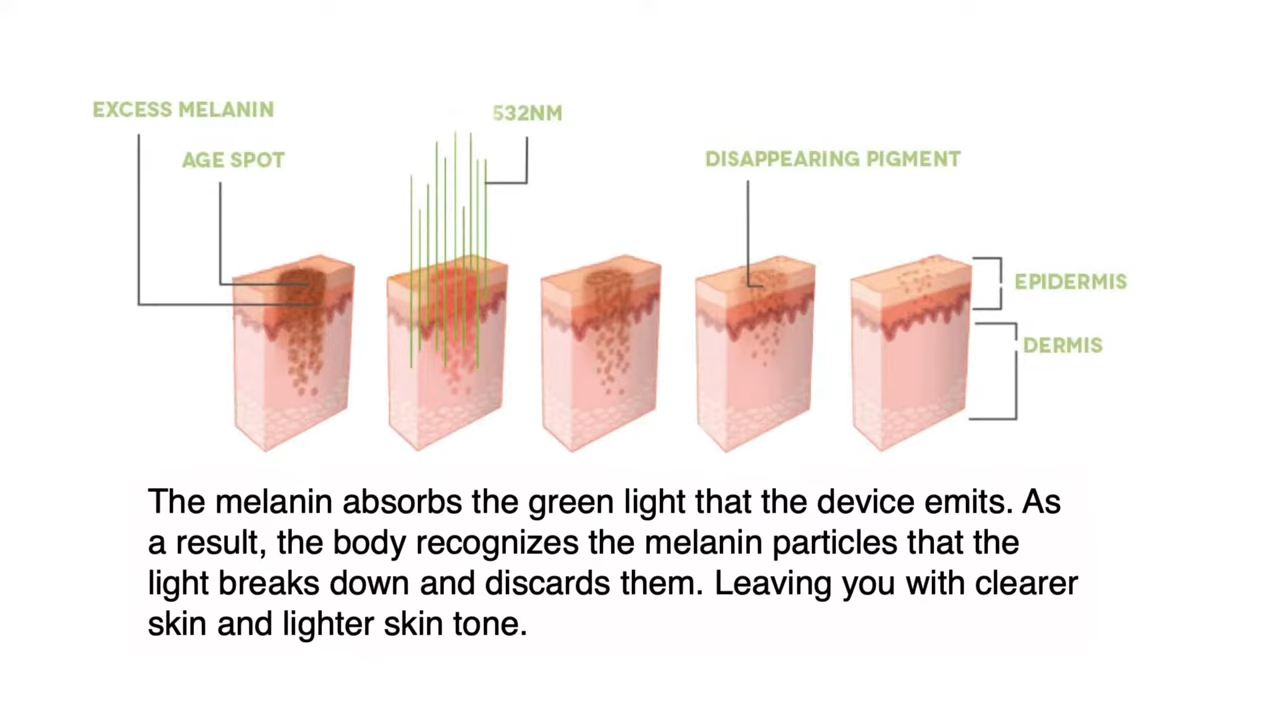 EXCESS MELANIN
532NM
AGE SPOT
DISAPPEARING PIGMENT
EPIDERMIS
DERMIS
The melanin absorbs the green light that the device emits. As
a result, the body recognizes the melanin particles that the
light breaks down and discards them. Leaving you with clearer
skin and lighter skin tone.